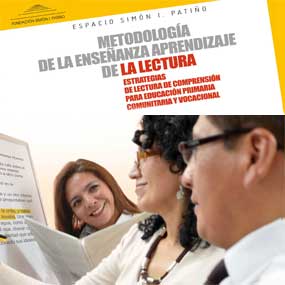 FUNDACIÓN SIMÓN I. PATIÑO
ESPACIO SIMÓN I. PATIÑO
METODOLOGÍA
DE LA ENSEÑANZA APRENDIZAJE
DE LA LECTURA
ESTRATEGIAS
DE LECTURA DE COMPRENSIÓN
PARA EDUCACIÓN PRIMARIA
COMUNITARIA Y VOCACIONAL